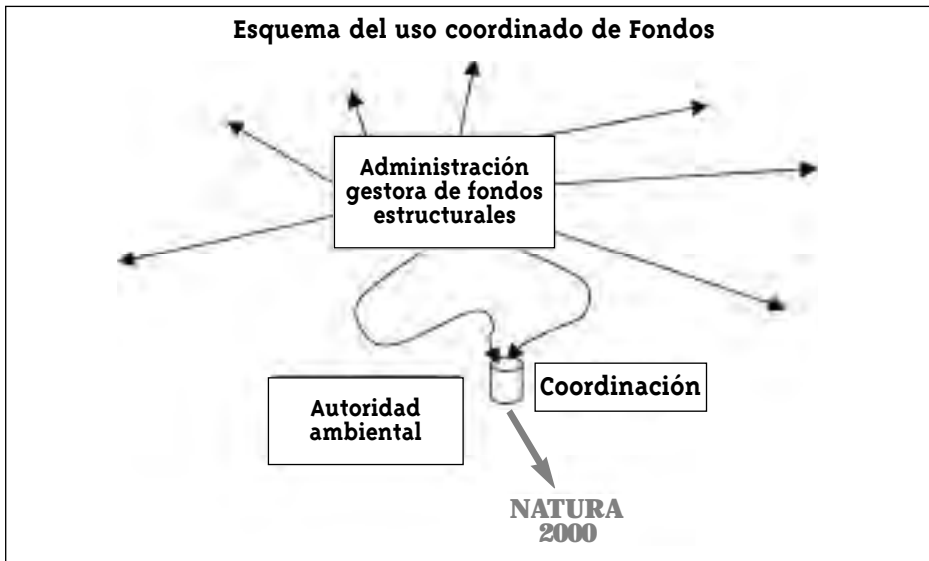 Esquema del uso coordinado de Fondos
Administración
gestora de fondos
estructurales
Coordinación
Autoridad
ambiental
NATURA
2000